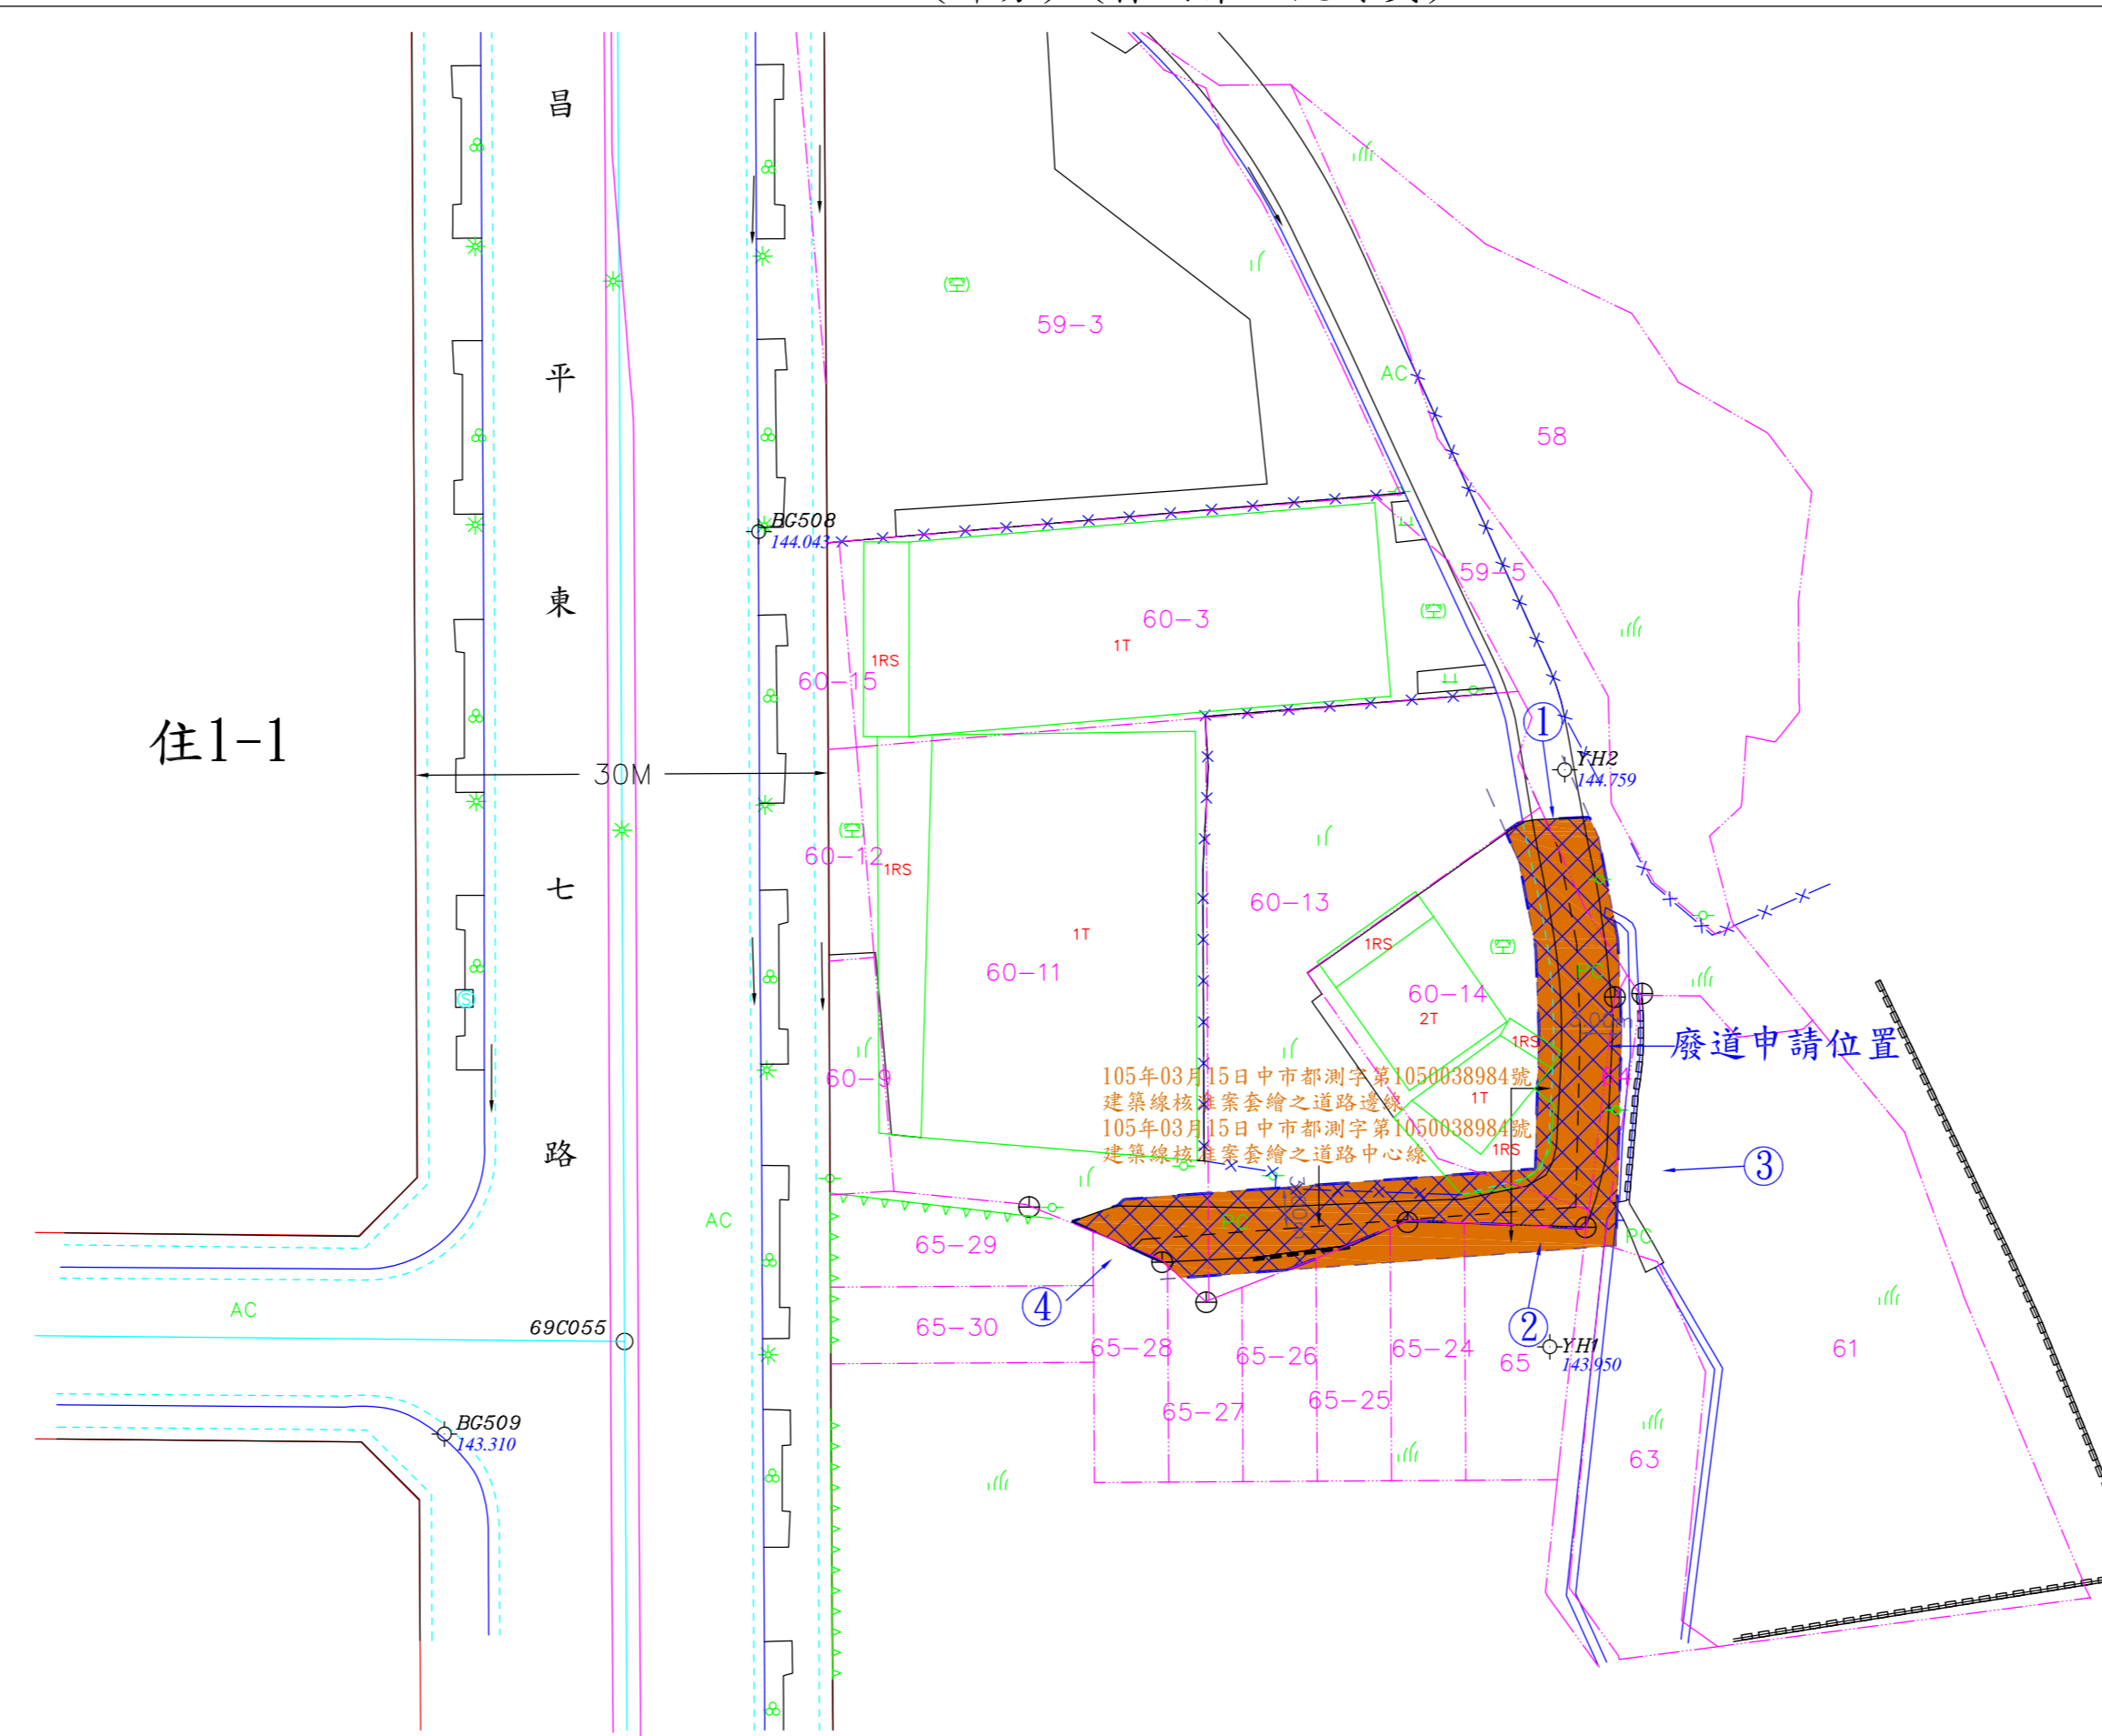 昌平東七路
59-3
AC
58
BG508
144.043
59-5
60-3
1T
1RS
60-15
住1-1
30M
①
YH2
144.759
60-12
1RS
60-13
1T
60-11
1RS
60-14
2T
1RS
廢道申請位置
60-9
105年03月15日中市都測字第1050038984號
建築線核准案套繪之道路邊線
105年03月15日中市都測字第1050038984號
建築線核准案套繪之道路中心線
1T
1RS
(S)
③
AC
65-29
PC
④
②
AC
69C055
65-30
65-28
65-26
65-24
65
YH1
143.950
61
65-27
65-25
BG509
143.310
63